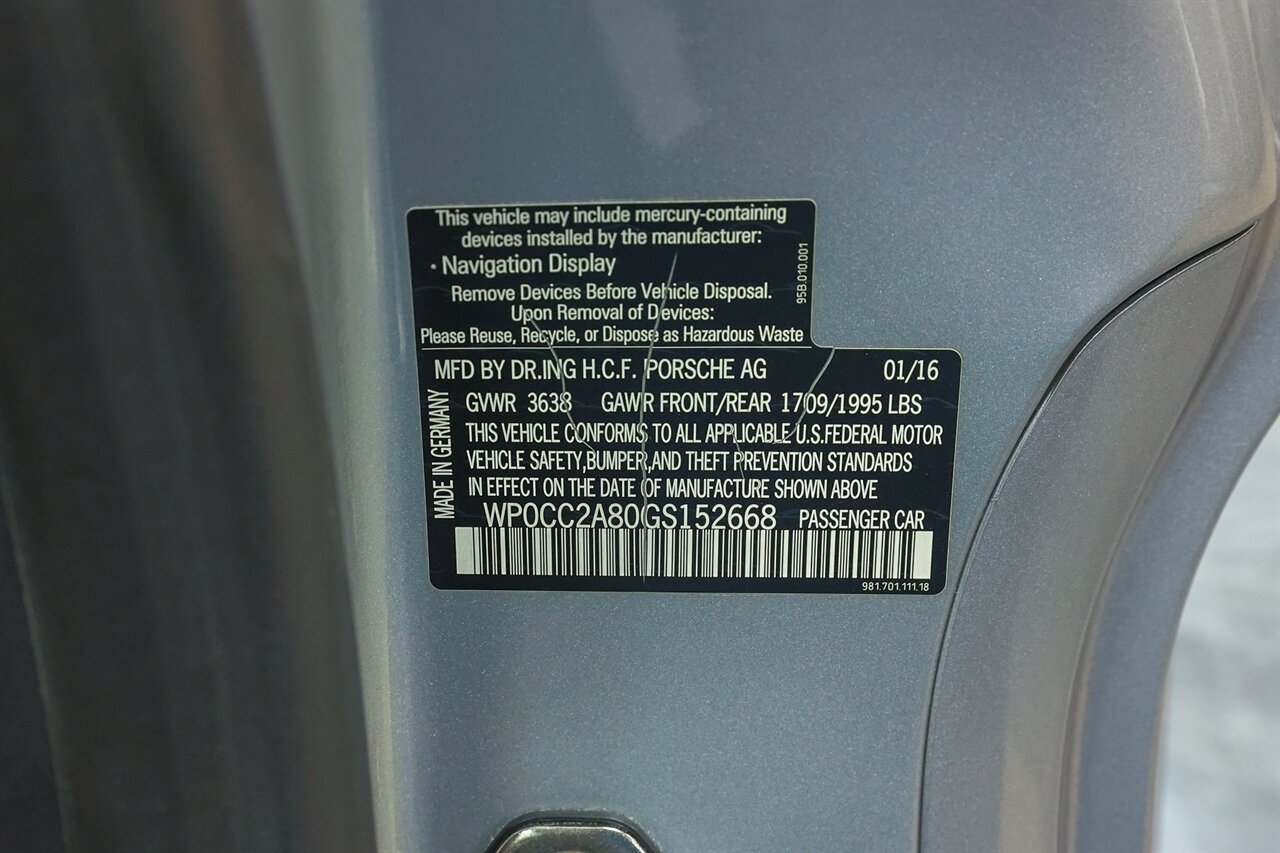 This vehicle may include mercury-containing
devices installed by the manufacturer:
• Navigation Display
Remove Devices Before Vehicle Disposal.
Upon Removal of Devices:
Please Reuse, Recycle, or Dispose as Hazardous Waste
95B.010.001
MFD BY DR.ING H.C.F. PORSCHE AG 01/16
GVWR 3638 GAWR FRONT/REAR 1709/1995 LBS
THIS VEHICLE CONFORMS TO ALL APPLICABLE U.S.FEDERAL MOTOR
VEHICLE SAFETY,BUMPER,AND THEFT PREVENTION STANDARDS
IN EFFECT ON THE DATE OF MANUFACTURE SHOWN ABOVE
MADE IN GERMANY
WP0CC2A80GS152668 PASSENGER CAR
981.701.111.18